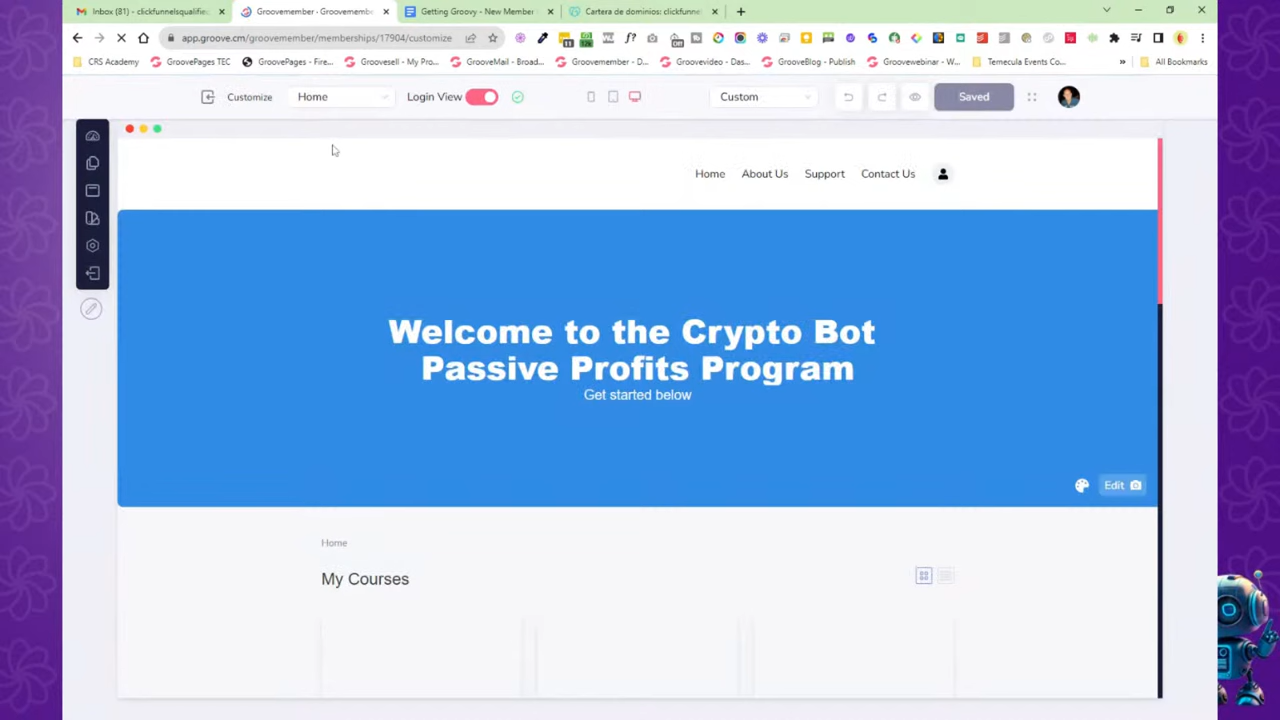 Inbox (51) - clickfunnelsqualifie
Groovemember - Groovememb
Getting Groovy - New Member
Cartera de dominios: clickfunnel
app.groove.cm/groovemember/memberships/17904/customize
CRS Academy
GroovePages TEC
GroovePages - Fire...
Groovesell - My Pro...
GrooveMail - Broad...
Groovemember - D...
Groovevideo - Das...
GrooveBlog - Publish
Groovewebinar - W...
Temecula Events Co...
»
All Bookmarks
Customize
Home
Login View
Custom
Saved
Home
About Us
Support
Contact Us
Welcome to the Crypto Bot
Passive Profits Program
Get started below
Edit
Home
My Courses